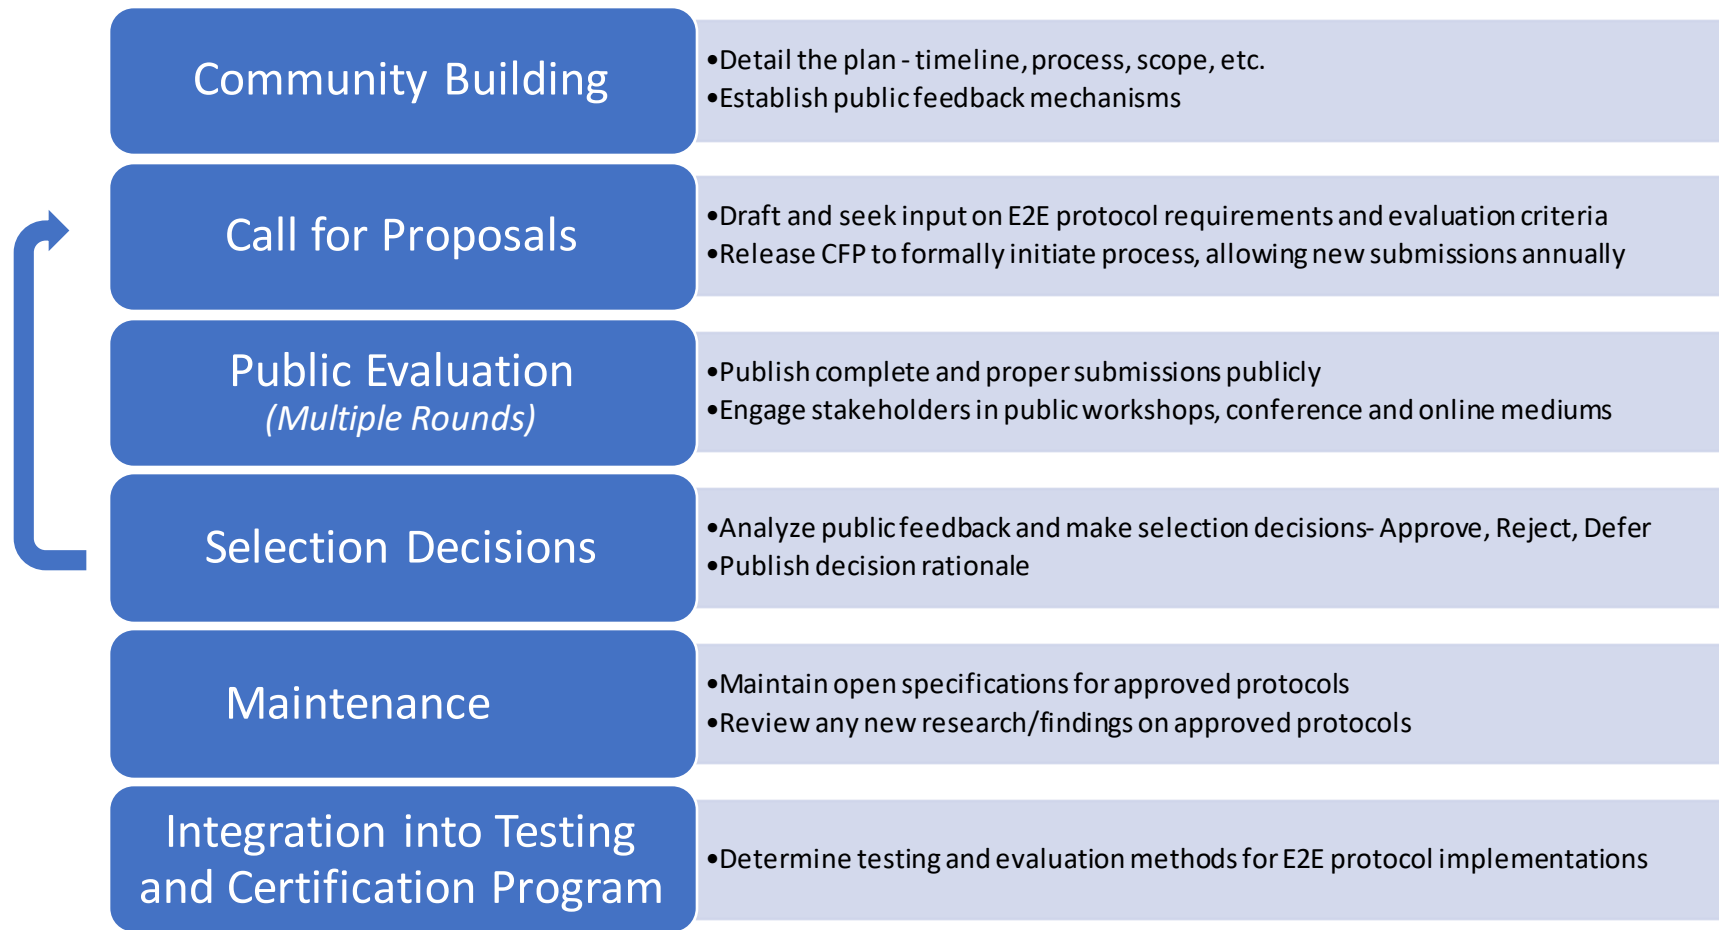 Community Building
•Detail the plan - timeline, process, scope, etc.
•Establish public feedback mechanisms
Call for Proposals
•Draft and seek input on E2E protocol requirements and evaluation criteria
•Release CFP to formally initiate process, allowing new submissions annually
Public Evaluation
(Multiple Rounds)
•Publish complete and proper submissions publicly
•Engage stakeholders in public workshops, conference and online mediums
Selection Decisions
•Analyze public feedback and make selection decisions- Approve, Reject, Defer
•Publish decision rationale
Maintenance
•Maintain open specifications for approved protocols
•Review any new research/findings on approved protocols
Integration into Testing
and Certification Program
•Determine testing and evaluation methods for E2E protocol implementations